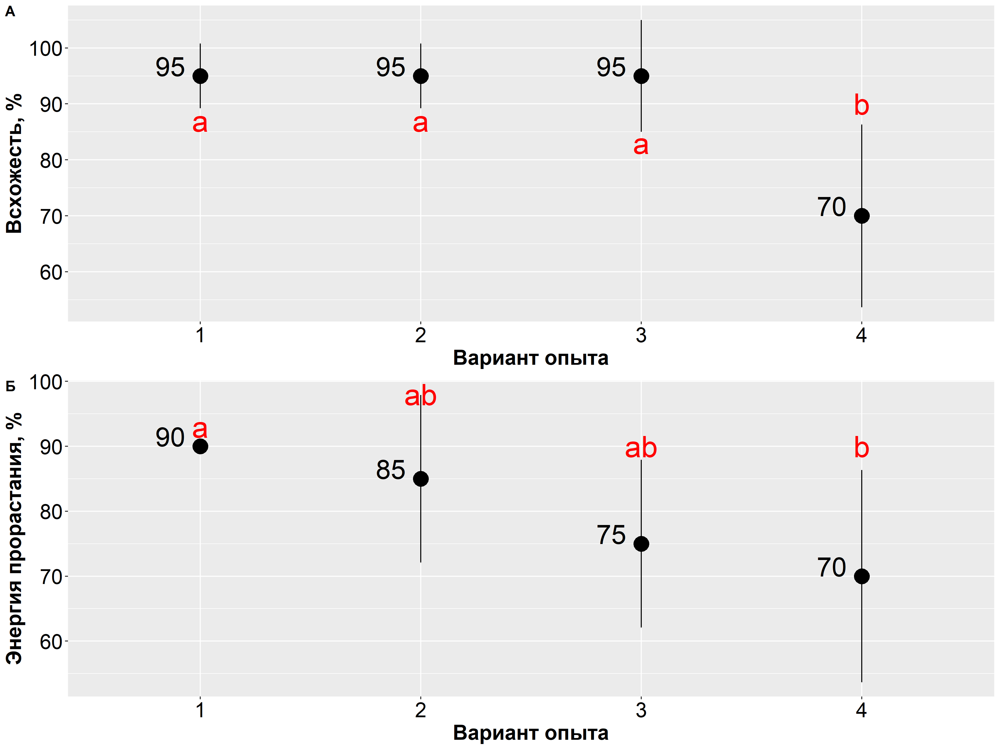 А
Всхожесть, %
100
90
80
70
60
95
95
95
70
a
a
a
b
1 2 3 4
Вариант опыта
Б
Энергия прорастания, %
100
90
80
70
60
90
85
75
70
a
ab
ab
b
1 2 3 4
Вариант опыта